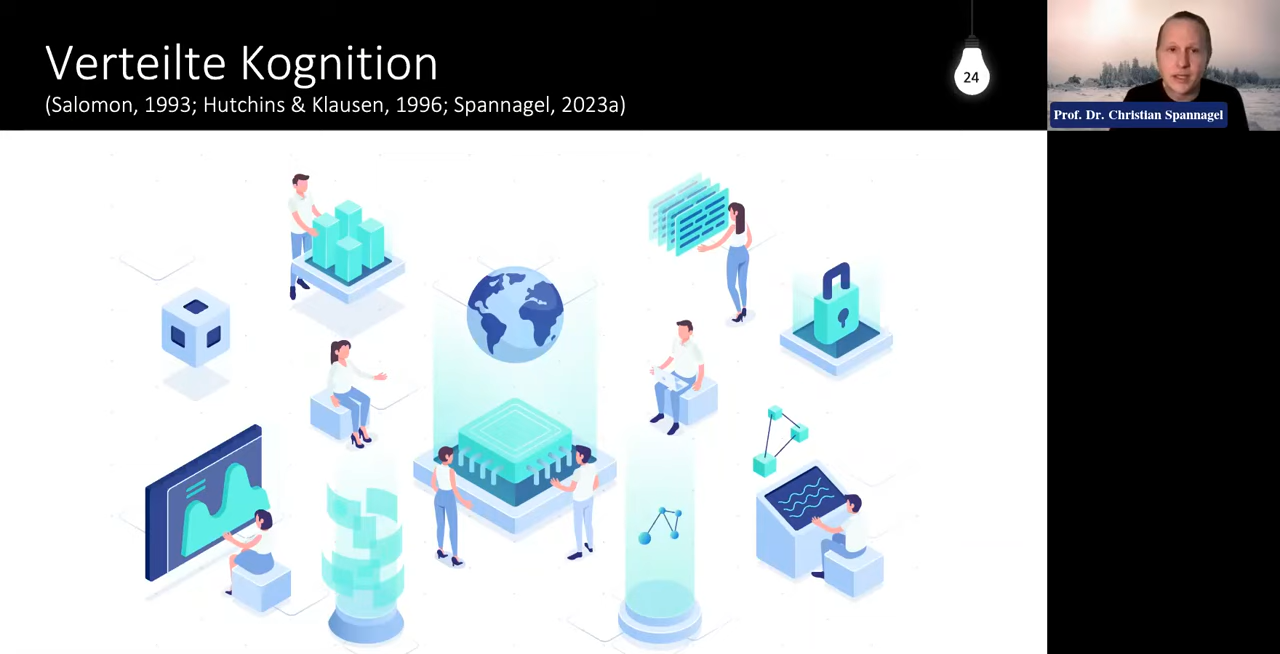 Verteilte Kognition
(Salomon, 1993; Hutchins & Klausen, 1996; Spannagel, 2023a)
24
Prof. Dr. Christian Spannagel